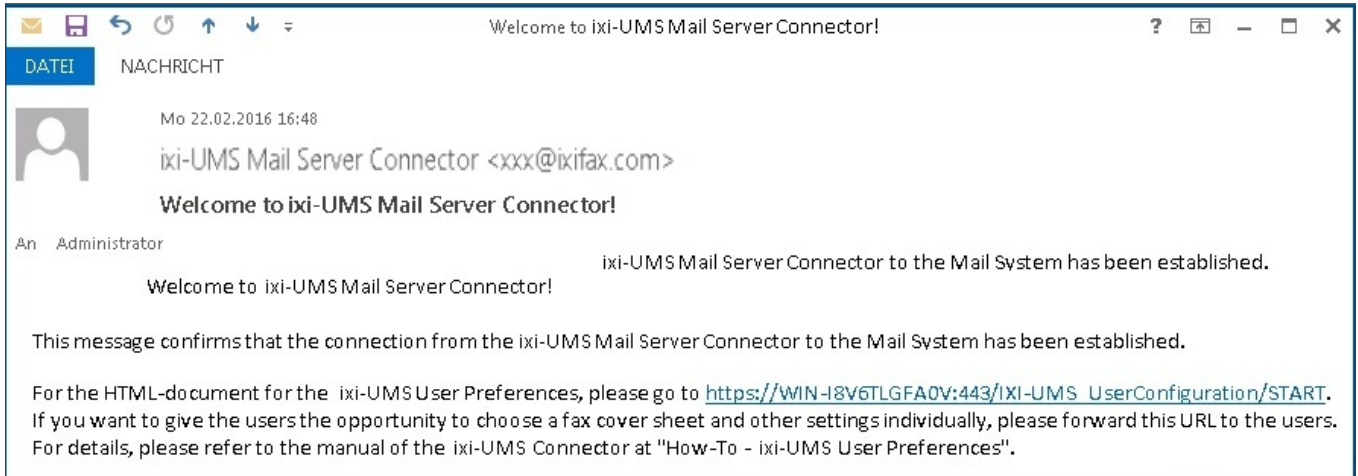 Welcome to ixi-UMS Mail Server Connector!
DATEI NACHRICHT
Mo 22.02.2016 16:48
ixi-UMS Mail Server Connector <xxx@ixifax.com>
Welcome to ixi-UMS Mail Server Connector!
An Administrator
ixi-UMS Mail Server Connector to the Mail System has been established.
Welcome to ixi-UMS Mail Server Connector!
This message confirms that the connection from the ixi-UMS Mail Server Connector to the Mail System has been established.
For the HTML-document for the ixi-UMS User Preferences, please go to https://WIN-I8V6TLGFA0V:443/IXI-UMS_UserConfiguration/START.
If you want to give the users the opportunity to choose a fax cover sheet and other settings individually, please forward this URL to the users.
For details, please refer to the manual of the ixi-UMS Connector at "How-To - ixi-UMS User Preferences".